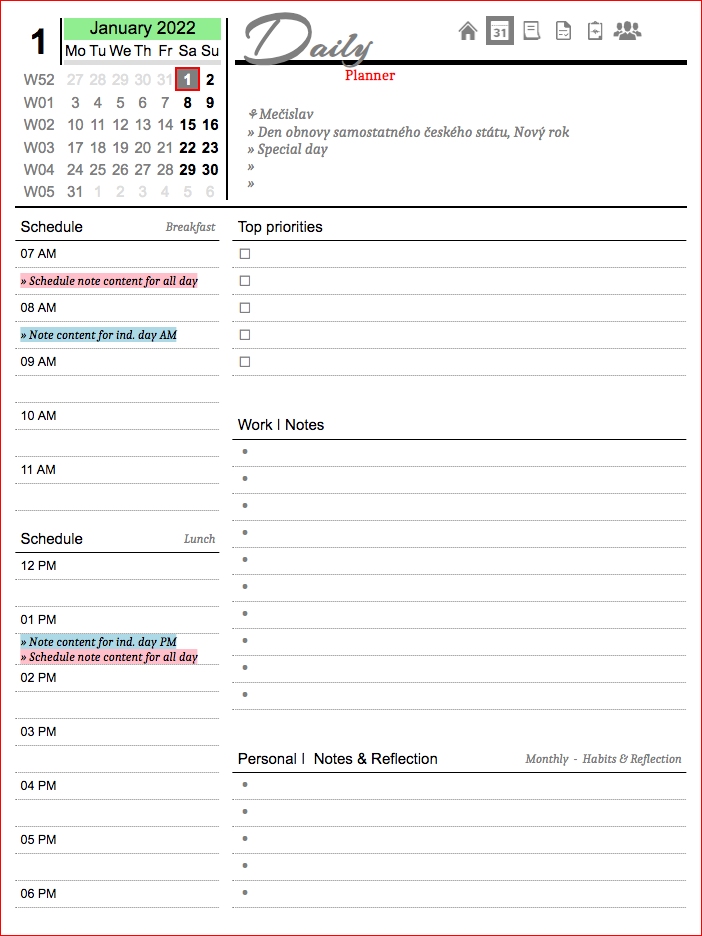 1
January 2022
Mo Tu We Th Fr Sa Su
W52 27 28 29 30 31 1 2
W01 3 4 5 6 7 8 9
W02 10 11 12 13 14 15 16
W03 17 18 19 20 21 22 23
W04 24 25 26 27 28 29 30
W05 31 1 2 3 4 5 6
Daily
Planner
31
⚘ Mečislav
» Den obnovy samostatného českého státu, Nový rok
» Special day
»
»
Schedule Breakfast
07 AM
» Schedule note content for all day
08 AM
» Note content for ind. day AM
09 AM
10 AM
11 AM
Schedule Lunch
12 PM
01 PM
» Note content for ind. day PM
» Schedule note content for all day
02 PM
03 PM
04 PM
05 PM
06 PM
Top priorities
☐
☐
☐
☐
☐
Work | Notes
•
•
•
•
•
•
•
•
•
•
Personal | Notes & Reflection Monthly - Habits & Reflection
•
•
•
•
•